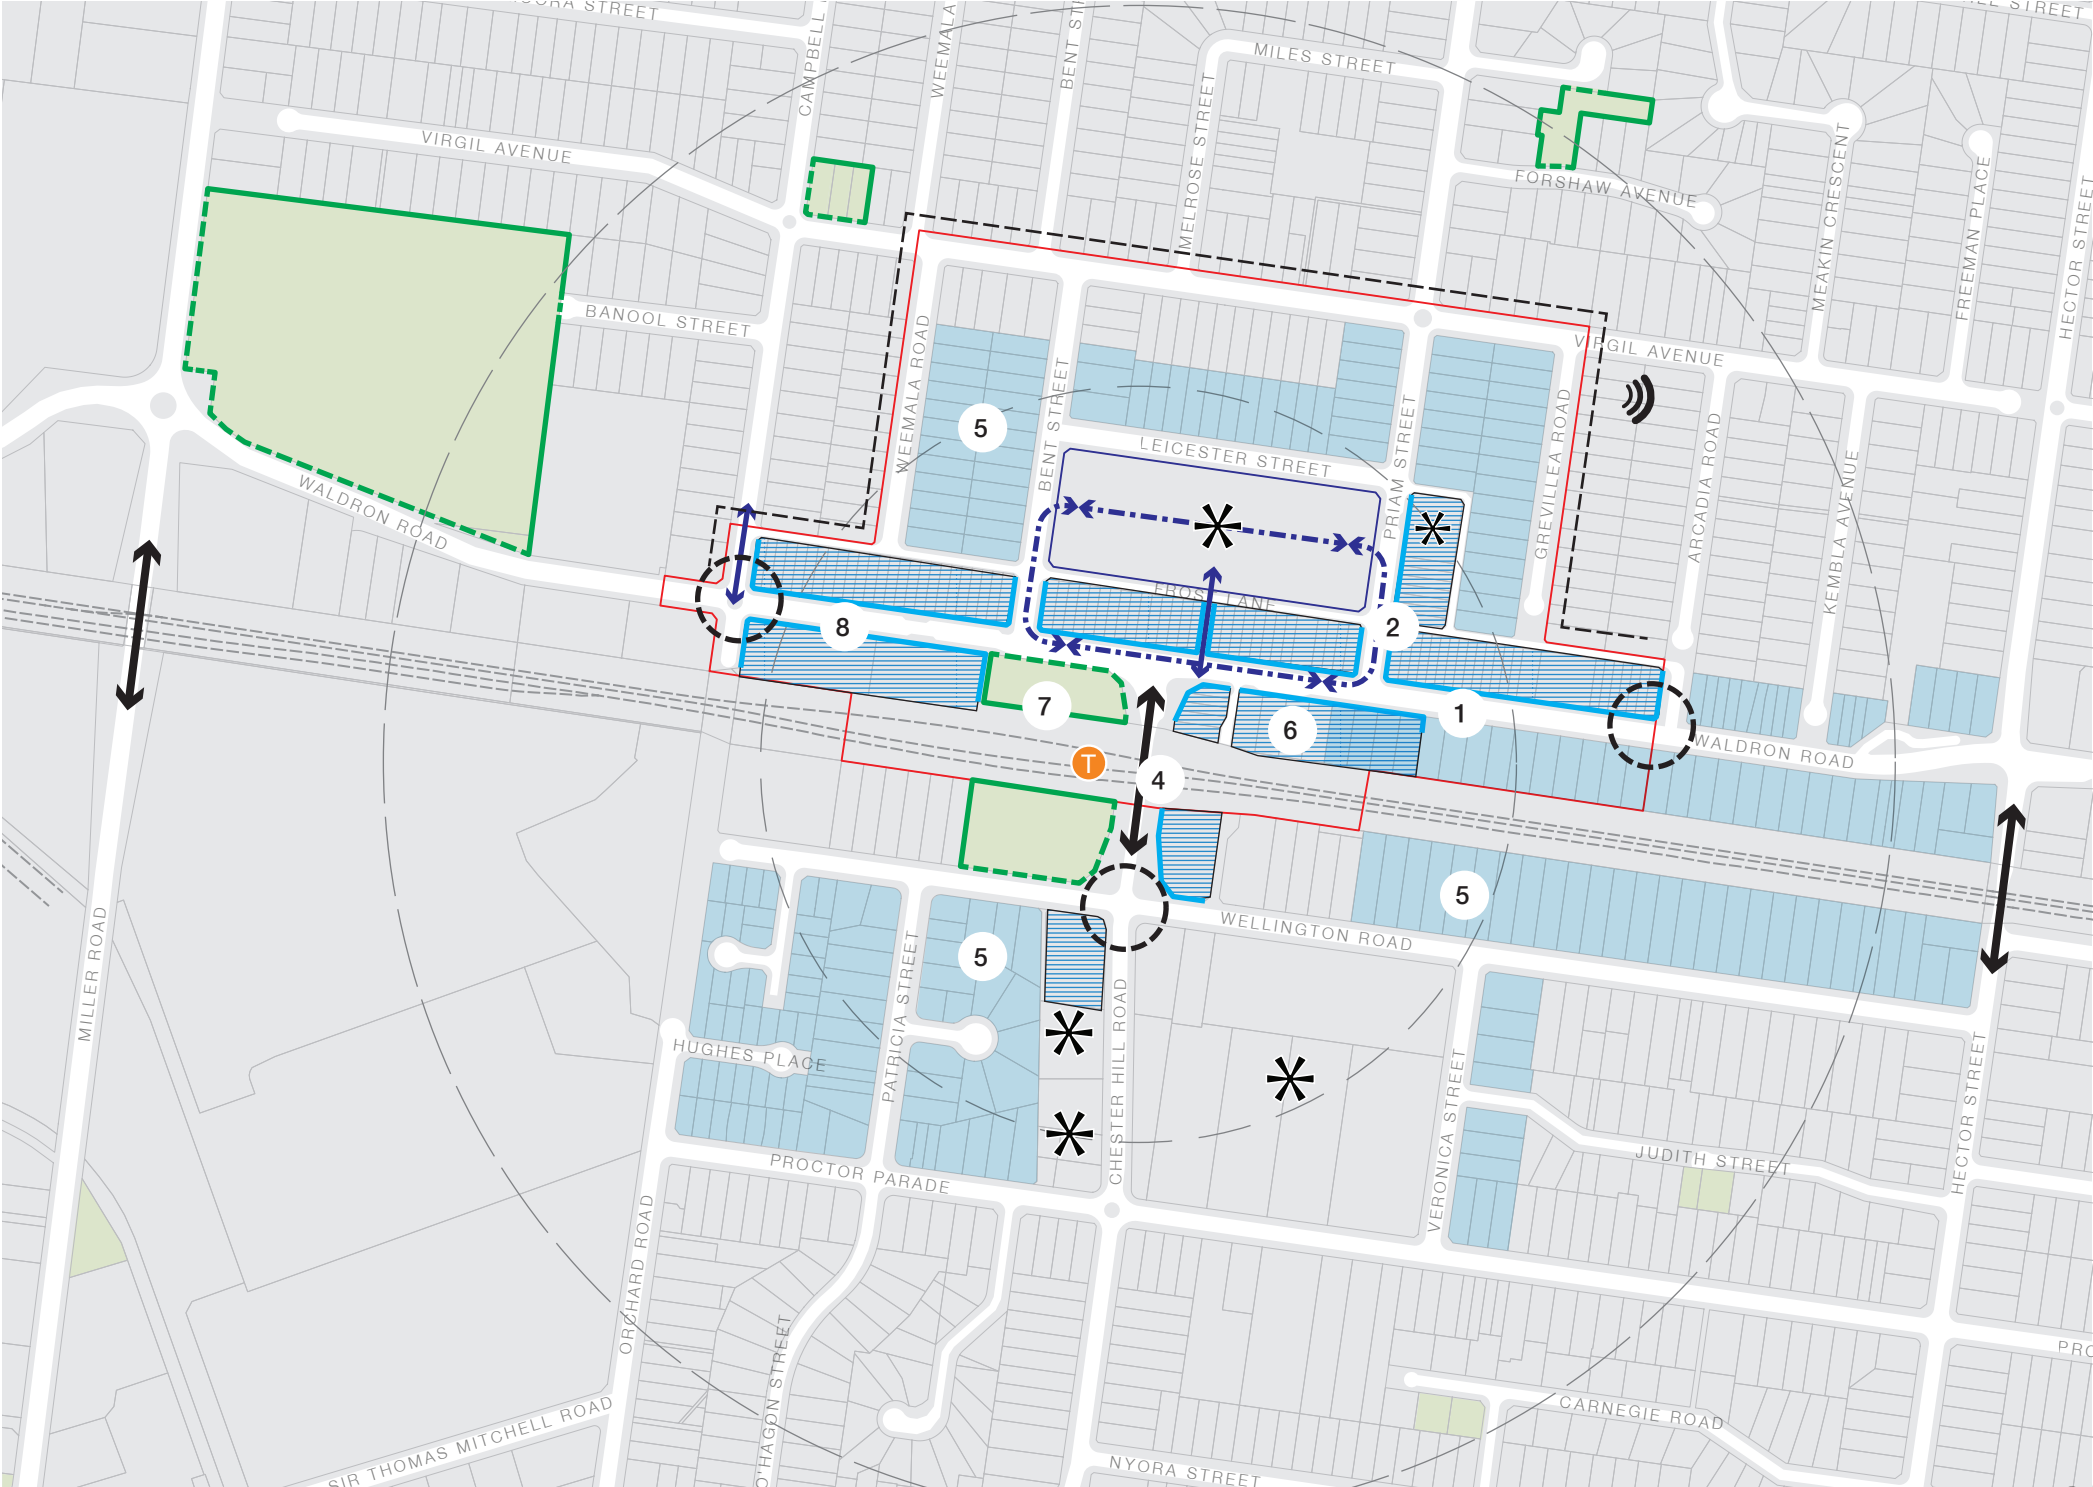 STREET
CAMPBELL
MILES STREET
STREET
VIRGIL AVENUE
MELROSE STREET
FORSHAW AVENUE
MEAKIN CRESCENT
FREEMAN PLACE
HECTOR STREET
BANOOL STREET
VIRGIL AVENUE
WEEMALA ROAD
BENT STREET
5
LEICESTER STREET
PRIAM STREET
GREVILLEA ROAD
ARCADIA ROAD
KEMBLA AVENUE
WALDRON ROAD
FROST LANE
8
2
7
1
6
WALDRON ROAD
T
4
5
WELLINGTON ROAD
5
MILLER ROAD
PATRICIA STREET
HUGHES PLACE
CHESTER HILL ROAD
VERONICA STREET
HECTOR STREET
JUDITH STREET
PROCTOR PARADE
ORCHARD ROAD
O'HAGON STREET
PRO
SIR THOMAS MITCHELL ROAD
CARNEGIE ROAD
NYORA STREET